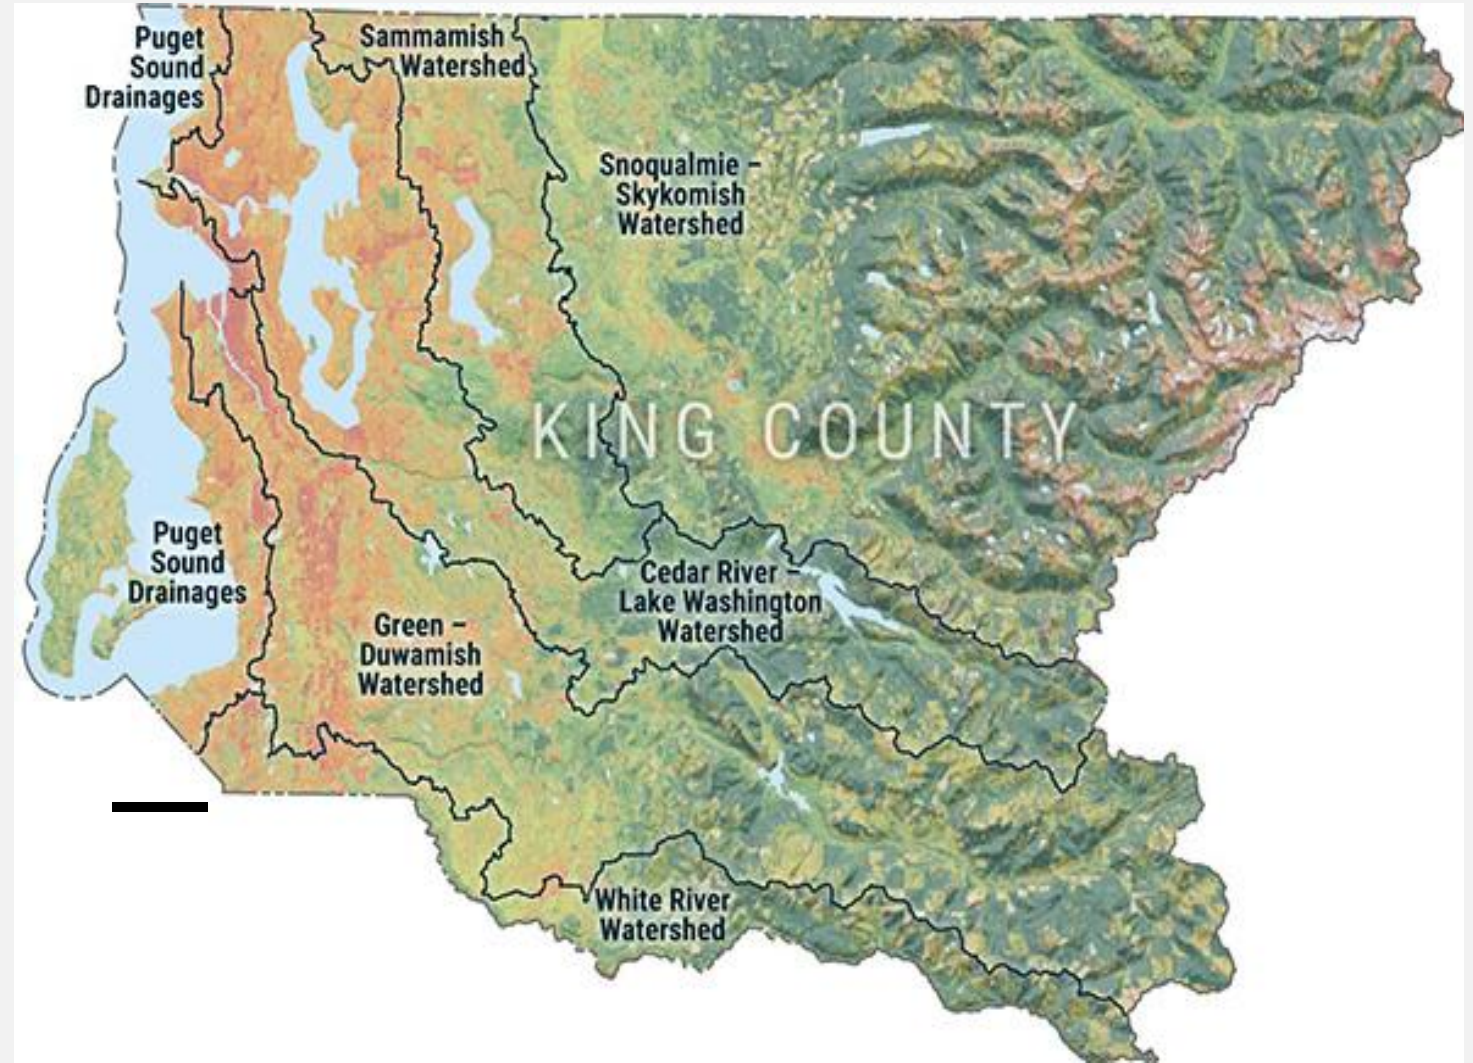 Puget
Sound
Drainages
Sammamish
Watershed
Snoqualmie –
Skykomish
Watershed
KING COUNTY
Puget
Sound
Drainages
Cedar River –
Lake Washington
Watershed
Green –
Duwamish
Watershed
White River
Watershed